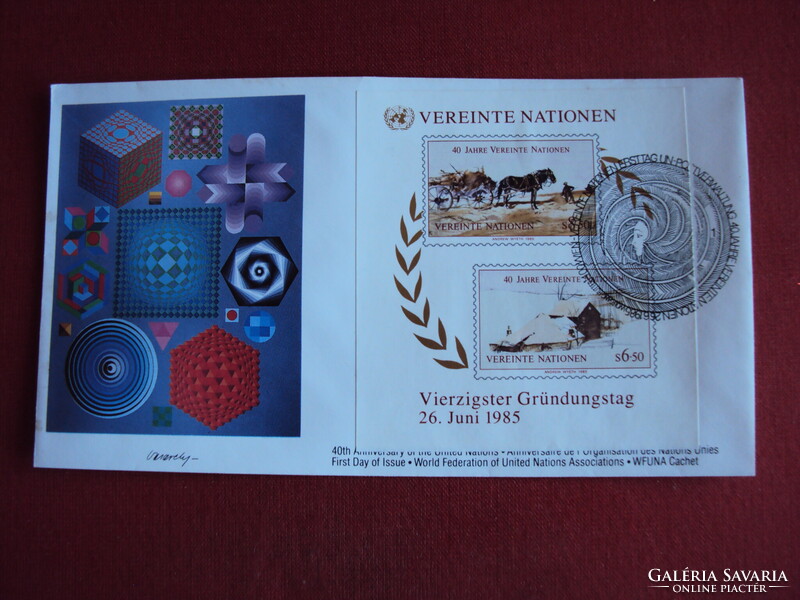 VEREINTE NATIONEN
40 JAHRE VEREINTE NATIONEN
VEREINTE NATIONEN
40 JAHRE VEREINTE NATIONEN
VEREINTE NATIONEN s6·50
Vierzigster Gründungstag
26. Juni 1985
Vasarely
40th Anniversary of the United Nations • Anniversaire de l'Organisation des Nations Unies
First Day of Issue • World Federation of United Nations Associations • WFUNA Cachet
GALÉRIA SAVARIA
ONLINE PIACTÉR